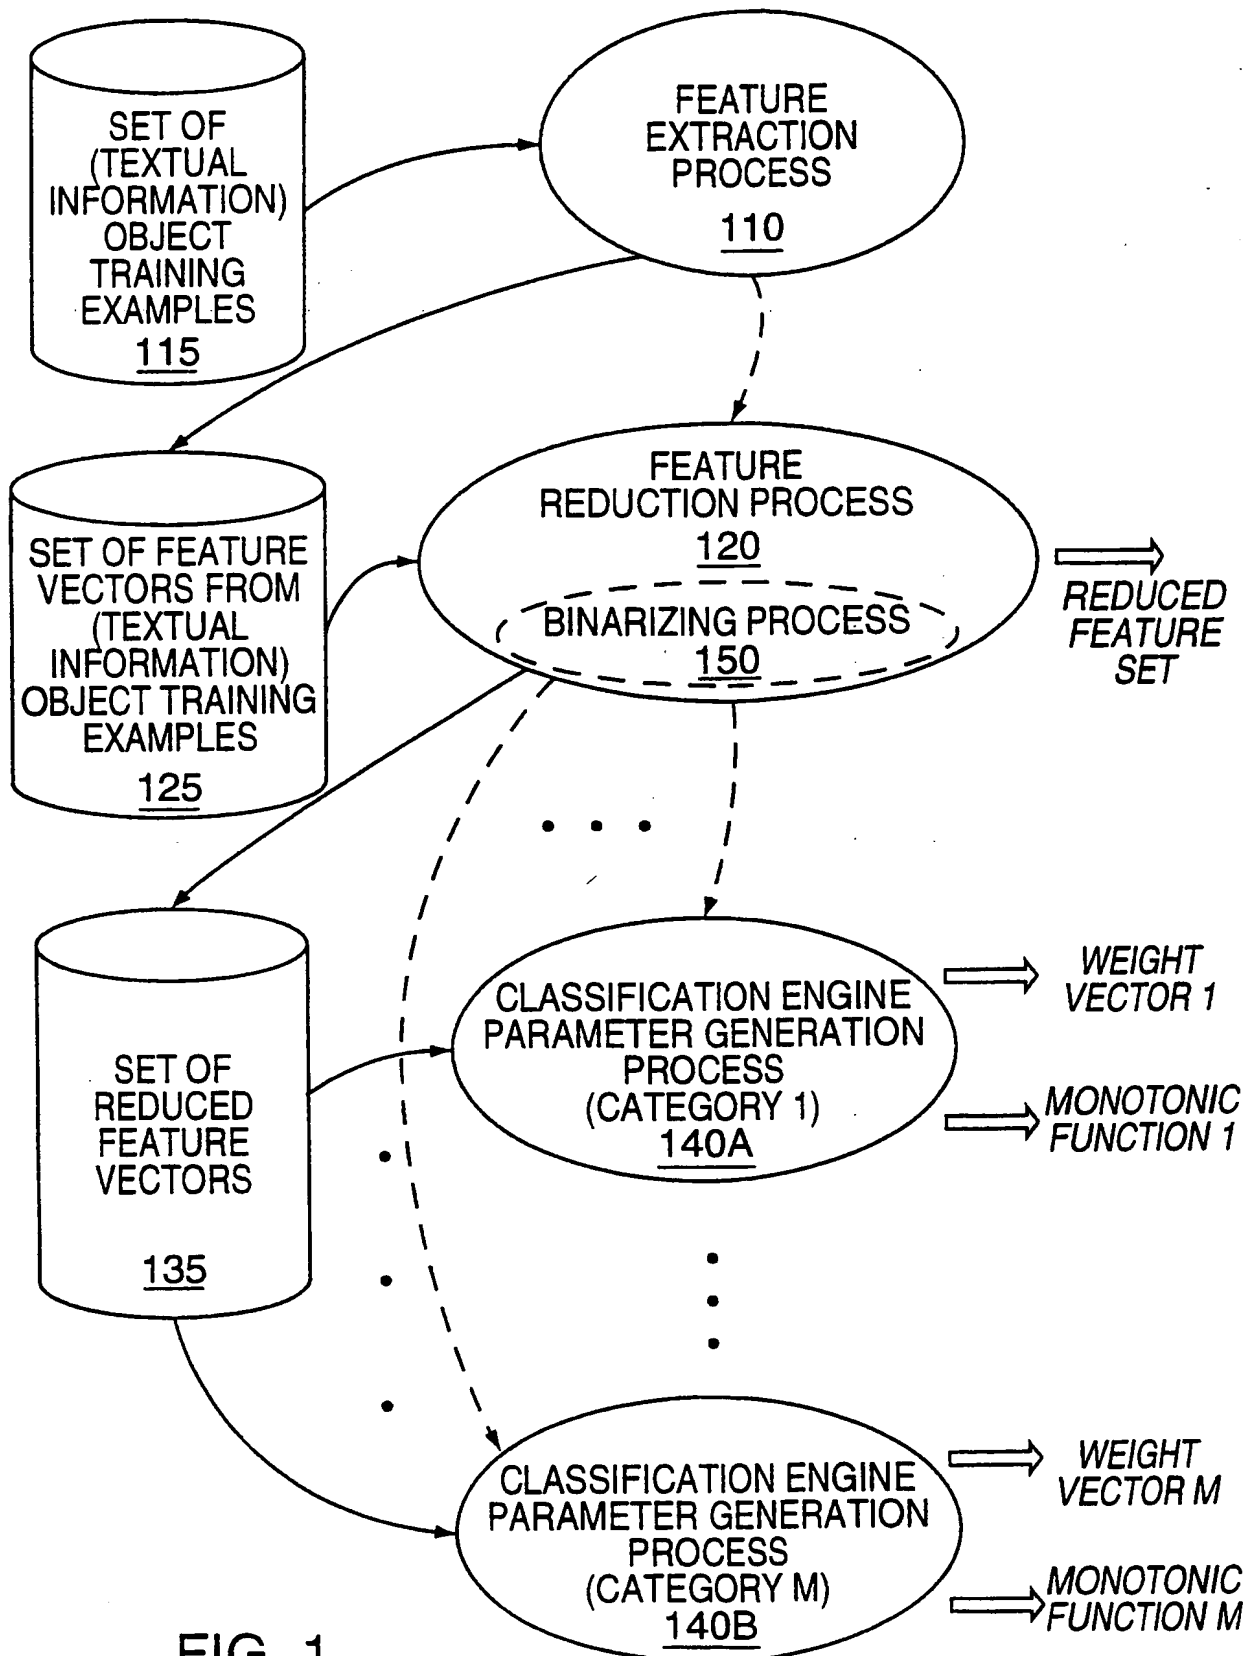 SET OF
(TEXTUAL
INFORMATION)
OBJECT
TRAINING
EXAMPLES
115
FEATURE
EXTRACTION
PROCESS
110
SET OF FEATURE
VECTORS FROM
(TEXTUAL
INFORMATION)
OBJECT TRAINING
EXAMPLES
125
FEATURE
REDUCTION PROCESS
120
BINARIZING PROCESS
150
REDUCED
FEATURE
SET
SET OF
REDUCED
FEATURE
VECTORS
135
CLASSIFICATION ENGINE
PARAMETER GENERATION
PROCESS
(CATEGORY 1)
140A
WEIGHT
VECTOR 1
MONOTONIC
FUNCTION 1
CLASSIFICATION ENGINE
PARAMETER GENERATION
PROCESS
(CATEGORY M)
140B
WEIGHT
VECTOR M
MONOTONIC
FUNCTION M
FIG. 1